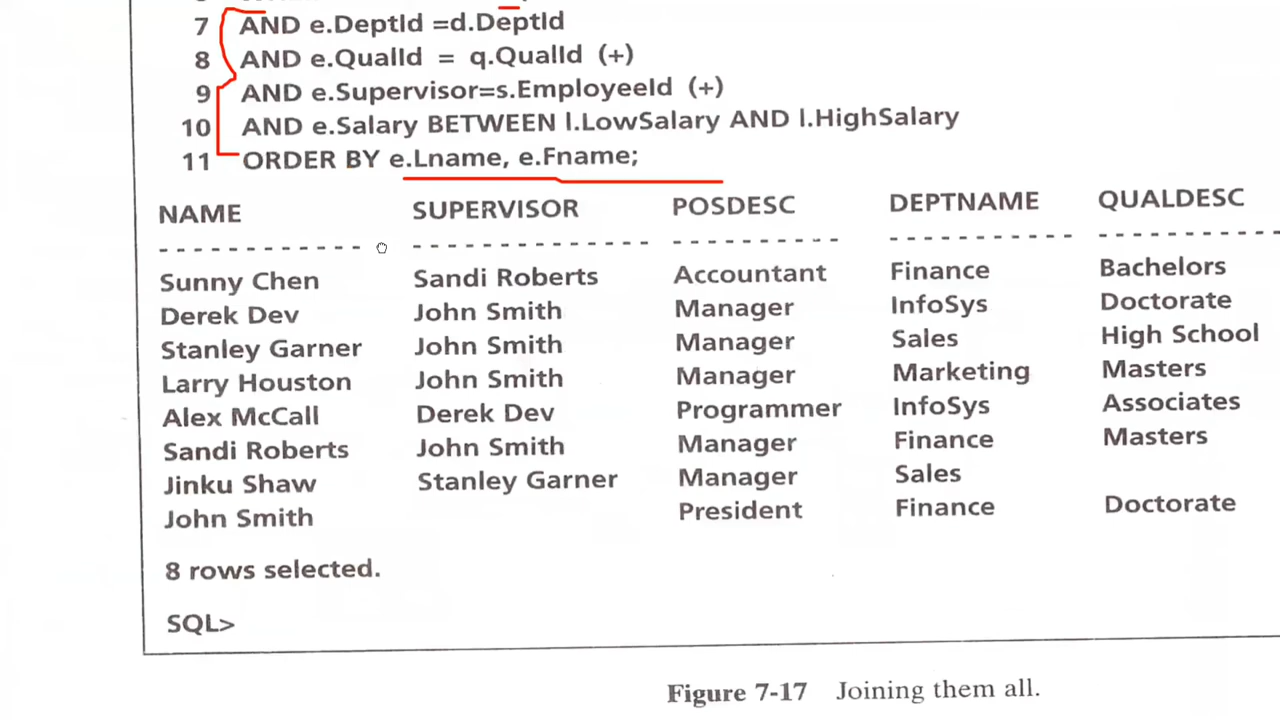 7 AND e.DeptId =d.DeptId
8 AND e.QualId = q.QualId (+)
9 AND e.Supervisor=s.EmployeeId (+)
10 AND e.Salary BETWEEN l.LowSalary AND l.HighSalary
11 ORDER BY e.Lname, e.Fname;
NAME SUPERVISOR POSDESC DEPTNAME QUALDESC
------------ -------------- ---------- ----------- -----------
Sunny Chen Sandi Roberts Accountant Finance Bachelors
Derek Dev John Smith Manager InfoSys Doctorate
Stanley Garner John Smith Manager Sales High School
Larry Houston John Smith Manager Marketing Masters
Alex McCall Derek Dev Programmer InfoSys Associates
Sandi Roberts John Smith Manager Finance Masters
Jinku Shaw Stanley Garner Manager Sales
John Smith President Finance Doctorate
8 rows selected.
SQL>
Figure 7-17 Joining them all.